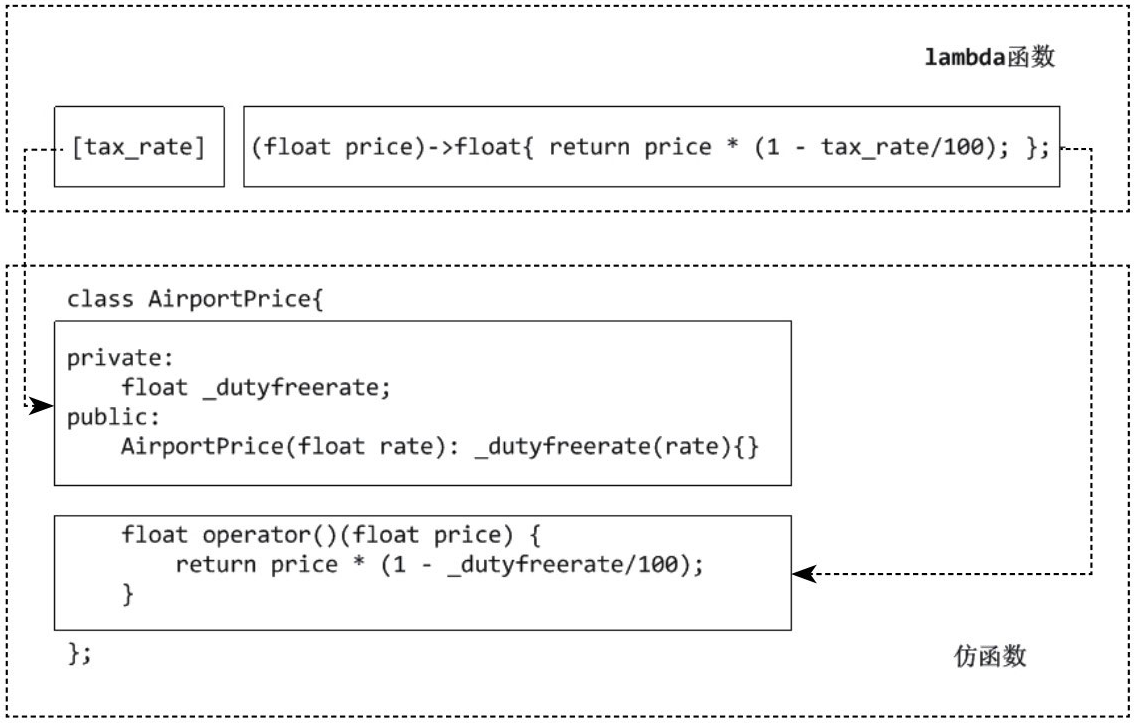 lambda函数
[tax_rate] (float price)->float{ return price * (1 - tax_rate/100); };
class AirportPrice{
private:
    float _dutyfreerate;
public:
    AirportPrice(float rate): _dutyfreerate(rate){}
    float operator()(float price) {
        return price * (1 - _dutyfreerate/100);
    }
};
仿函数